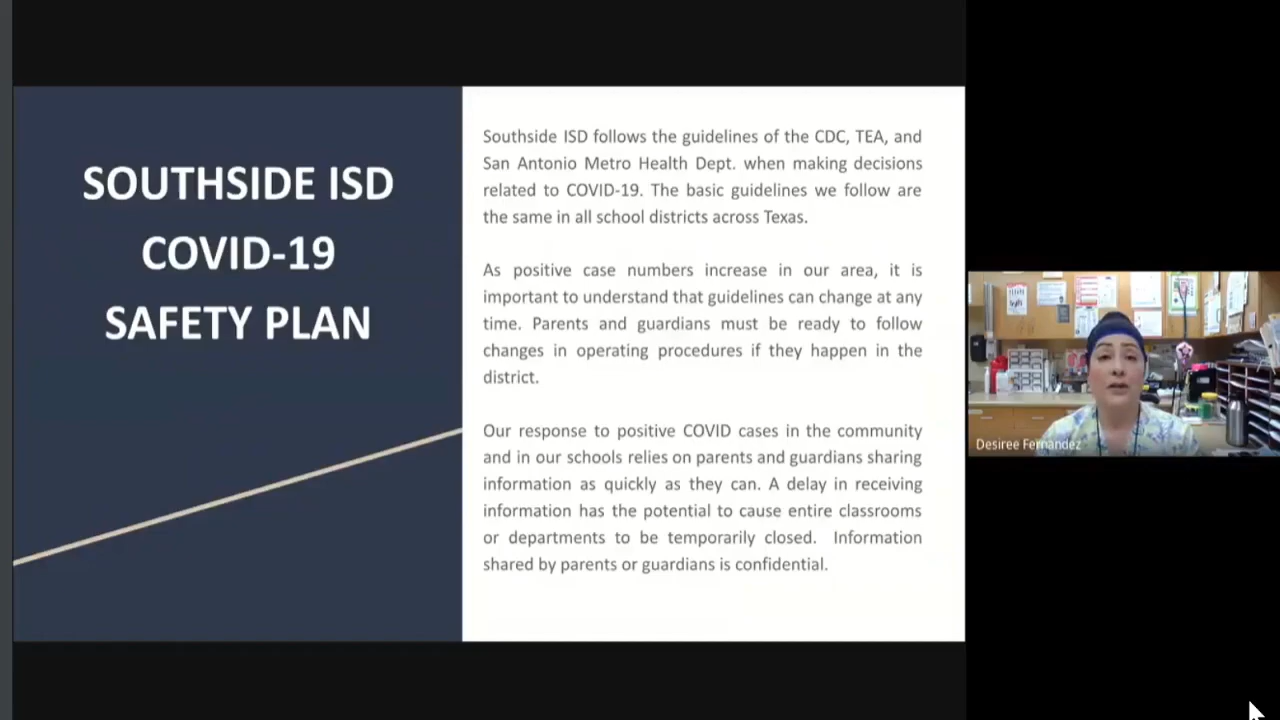 SOUTHSIDE ISD
COVID-19
SAFETY PLAN
Southside ISD follows the guidelines of the CDC, TEA, and
San Antonio Metro Health Dept. when making decisions
related to COVID-19. The basic guidelines we follow are
the same in all school districts across Texas.
As positive case numbers increase in our area, it is
important to understand that guidelines can change at any
time. Parents and guardians must be ready to follow
changes in operating procedures if they happen in the
district.
Our response to positive COVID cases in the community
and in our schools relies on parents and guardians sharing
information as quickly as they can. A delay in receiving
information has the potential to cause entire classrooms
or departments to be temporarily closed. Information
shared by parents or guardians is confidential.
Desiree Fernandez